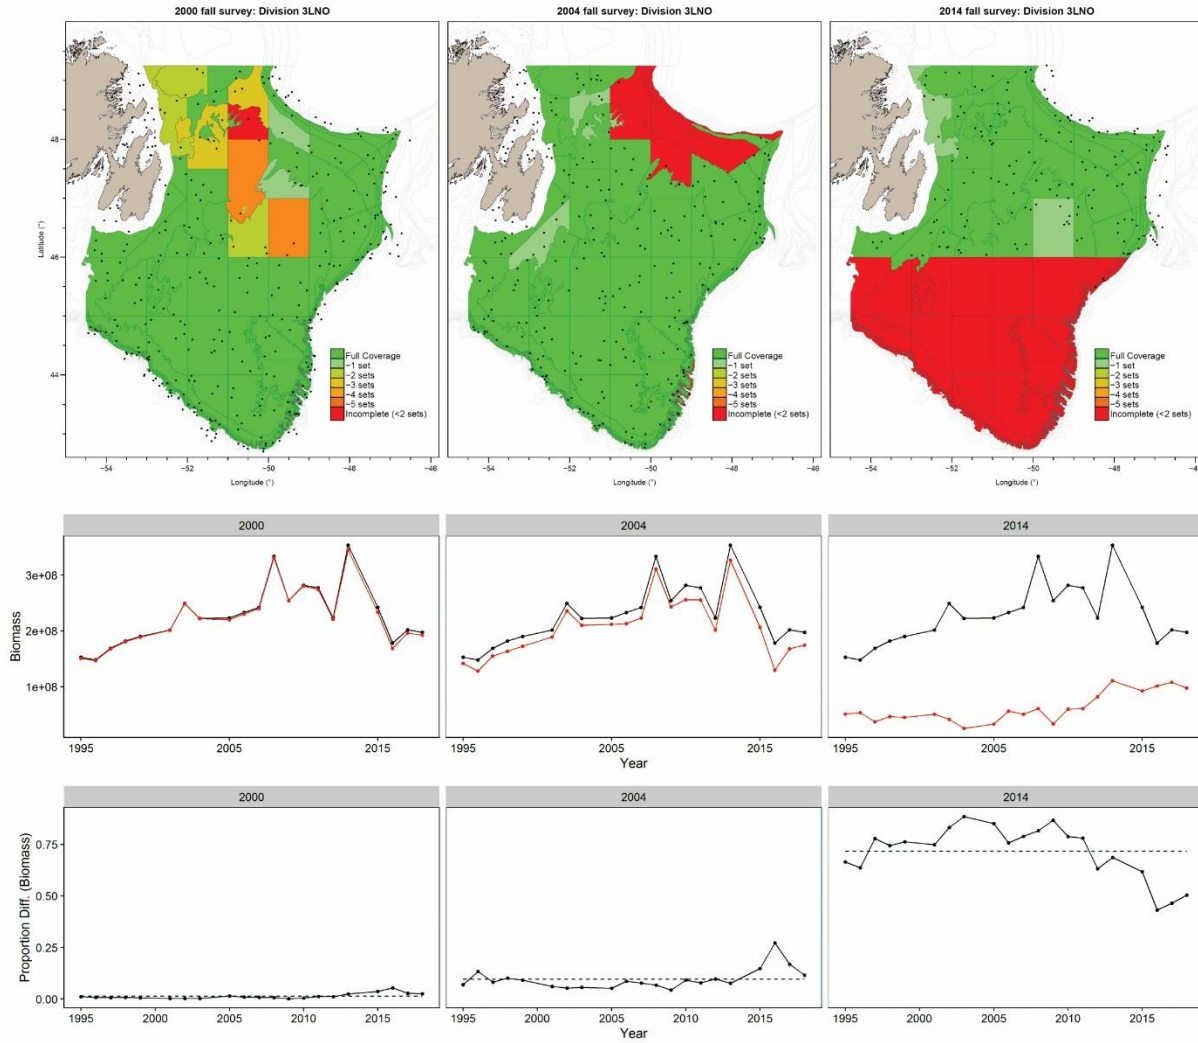 2000 fall survey: Division 3LNO
2004 fall survey: Division 3LNO
2014 fall survey: Division 3LNO
Latitude (°)
48
46
44
Full Coverage
−1 set
−2 sets
−3 sets
−4 sets
−5 sets
Incomplete (<2 sets)
Full Coverage
−1 set
−2 sets
−3 sets
−4 sets
−5 sets
Incomplete (<2 sets)
Full Coverage
−1 set
−2 sets
−3 sets
−4 sets
−5 sets
Incomplete (<2 sets)
−54 −52 −50 −48 −46
−54 −52 −50 −48 −46
−54 −52 −50 −48
Longitude (°)
Longitude (°)
Longitude (°)
2000
2004
2014
Biomass
3e+08
2e+08
1e+08
1995 2005 2015
1995 2005 2015
1995 2005 2015
Year
2000
2004
2014
Proportion Diff. (Biomass)
0.75
0.50
0.25
0.00
1995 2000 2005 2010 2015
1995 2000 2005 2010 2015
1995 2000 2005 2010 2015
Year